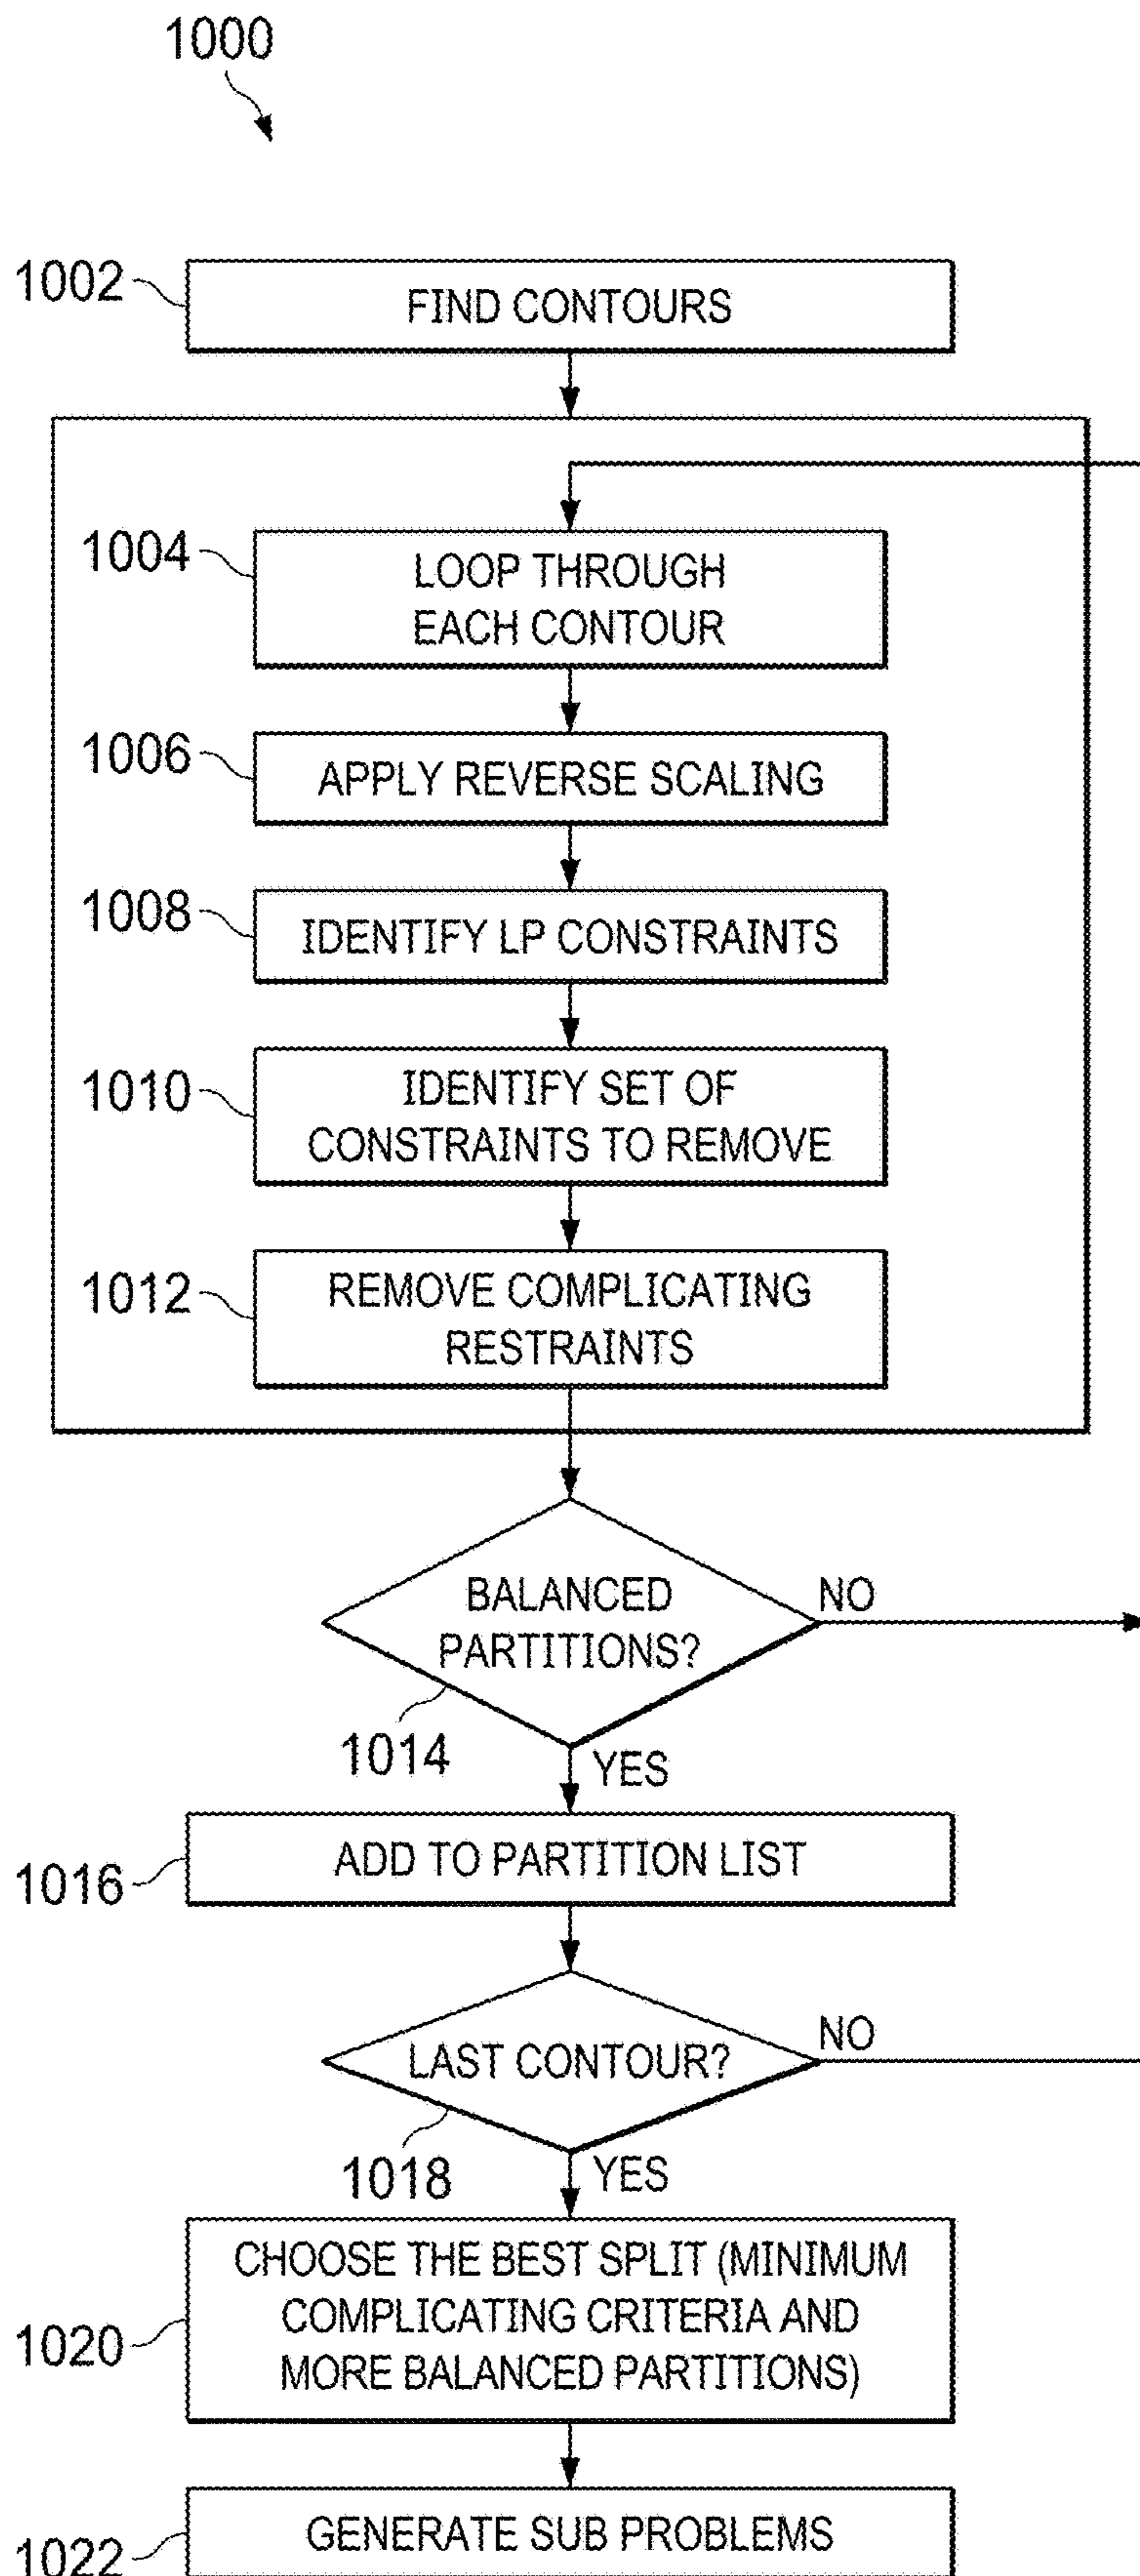 1000
1002
FIND CONTOURS
1004
LOOP THROUGH
EACH CONTOUR
1006
APPLY REVERSE SCALING
1008
IDENTIFY LP CONSTRAINTS
1010
IDENTIFY SET OF
CONSTRAINTS TO REMOVE
1012
REMOVE COMPLICATING
RESTRAINTS
BALANCED
PARTITIONS?
NO
1014
YES
1016
ADD TO PARTITION LIST
LAST CONTOUR?
NO
1018
YES
1020
CHOOSE THE BEST SPLIT (MINIMUM
COMPLICATING CRITERIA AND
MORE BALANCED PARTITIONS)
1022
GENERATE SUB PROBLEMS